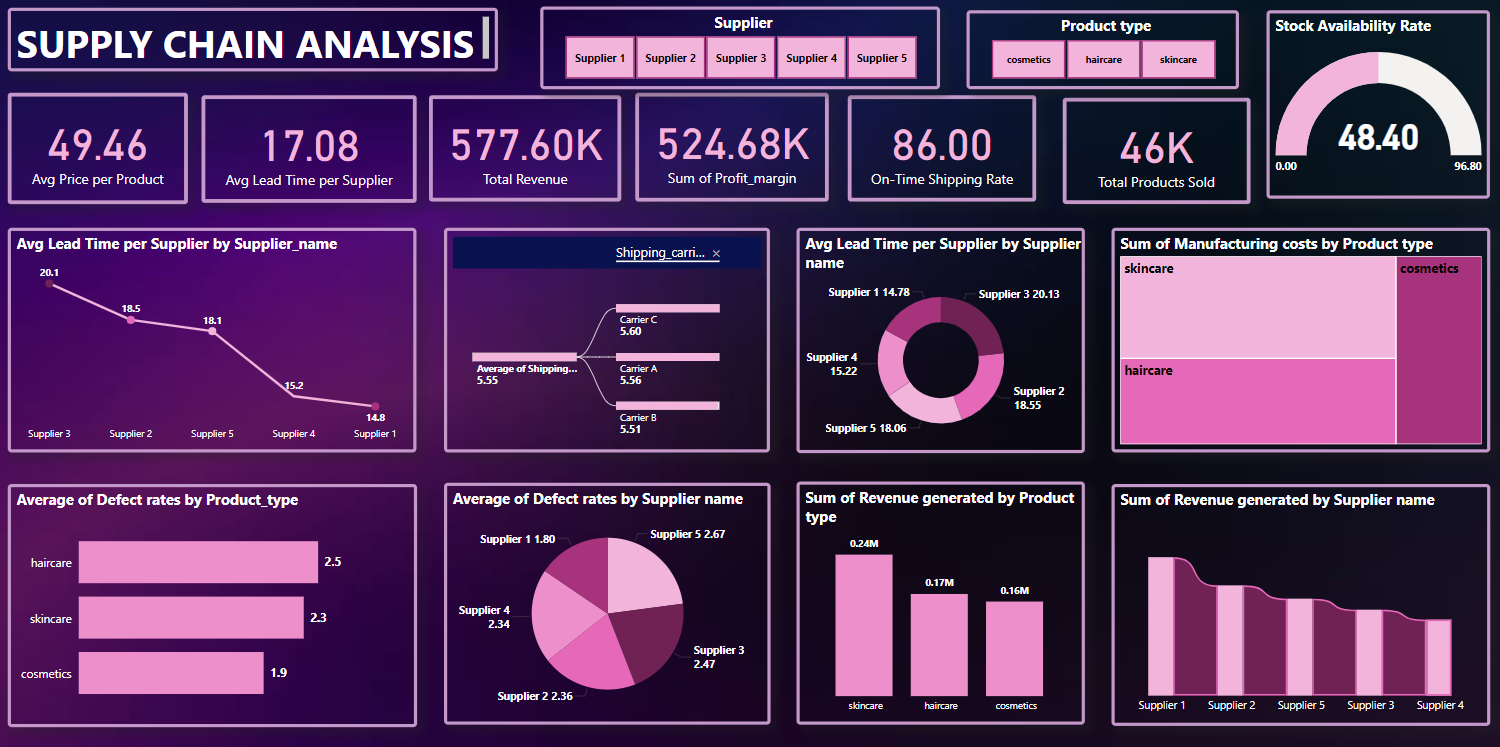 SUPPLY CHAIN ANALYSIS
Supplier
Supplier 1
Supplier 2
Supplier 3
Supplier 4
Supplier 5
Product type
cosmetics
haircare
skincare
Stock Availability Rate
48.40
0.00
96.80
49.46
Avg Price per Product
17.08
Avg Lead Time per Supplier
577.60K
Total Revenue
524.68K
Sum of Profit_margin
86.00
On-Time Shipping Rate
46K
Total Products Sold
Avg Lead Time per Supplier by Supplier_name
20.1
18.5
18.1
15.2
14.8
Supplier 3
Supplier 2
Supplier 5
Supplier 4
Supplier 1
Shipping_carri... ×
Average of Shipping...
5.55
Carrier C
5.60
Carrier A
5.56
Carrier B
5.51
Avg Lead Time per Supplier by Supplier
name
Supplier 1 14.78
Supplier 3 20.13
Supplier 4
15.22
Supplier 2
18.55
Supplier 5 18.06
Sum of Manufacturing costs by Product type
skincare
cosmetics
haircare
Average of Defect rates by Product_type
haircare
2.5
skincare
2.3
cosmetics
1.9
Average of Defect rates by Supplier name
Supplier 1 1.80
Supplier 5 2.67
Supplier 4
2.34
Supplier 3
2.47
Supplier 2 2.36
Sum of Revenue generated by Product
type
0.24M
0.17M
0.16M
skincare
haircare
cosmetics
Sum of Revenue generated by Supplier name
Supplier 1
Supplier 2
Supplier 5
Supplier 3
Supplier 4